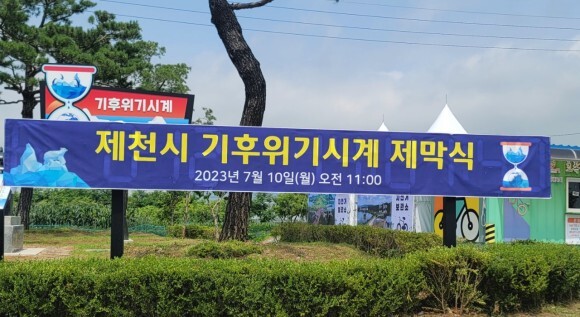 기후위기시계
제천시 기후위기시계 제막식
2023년 7월 10일(월) 오전 11:00